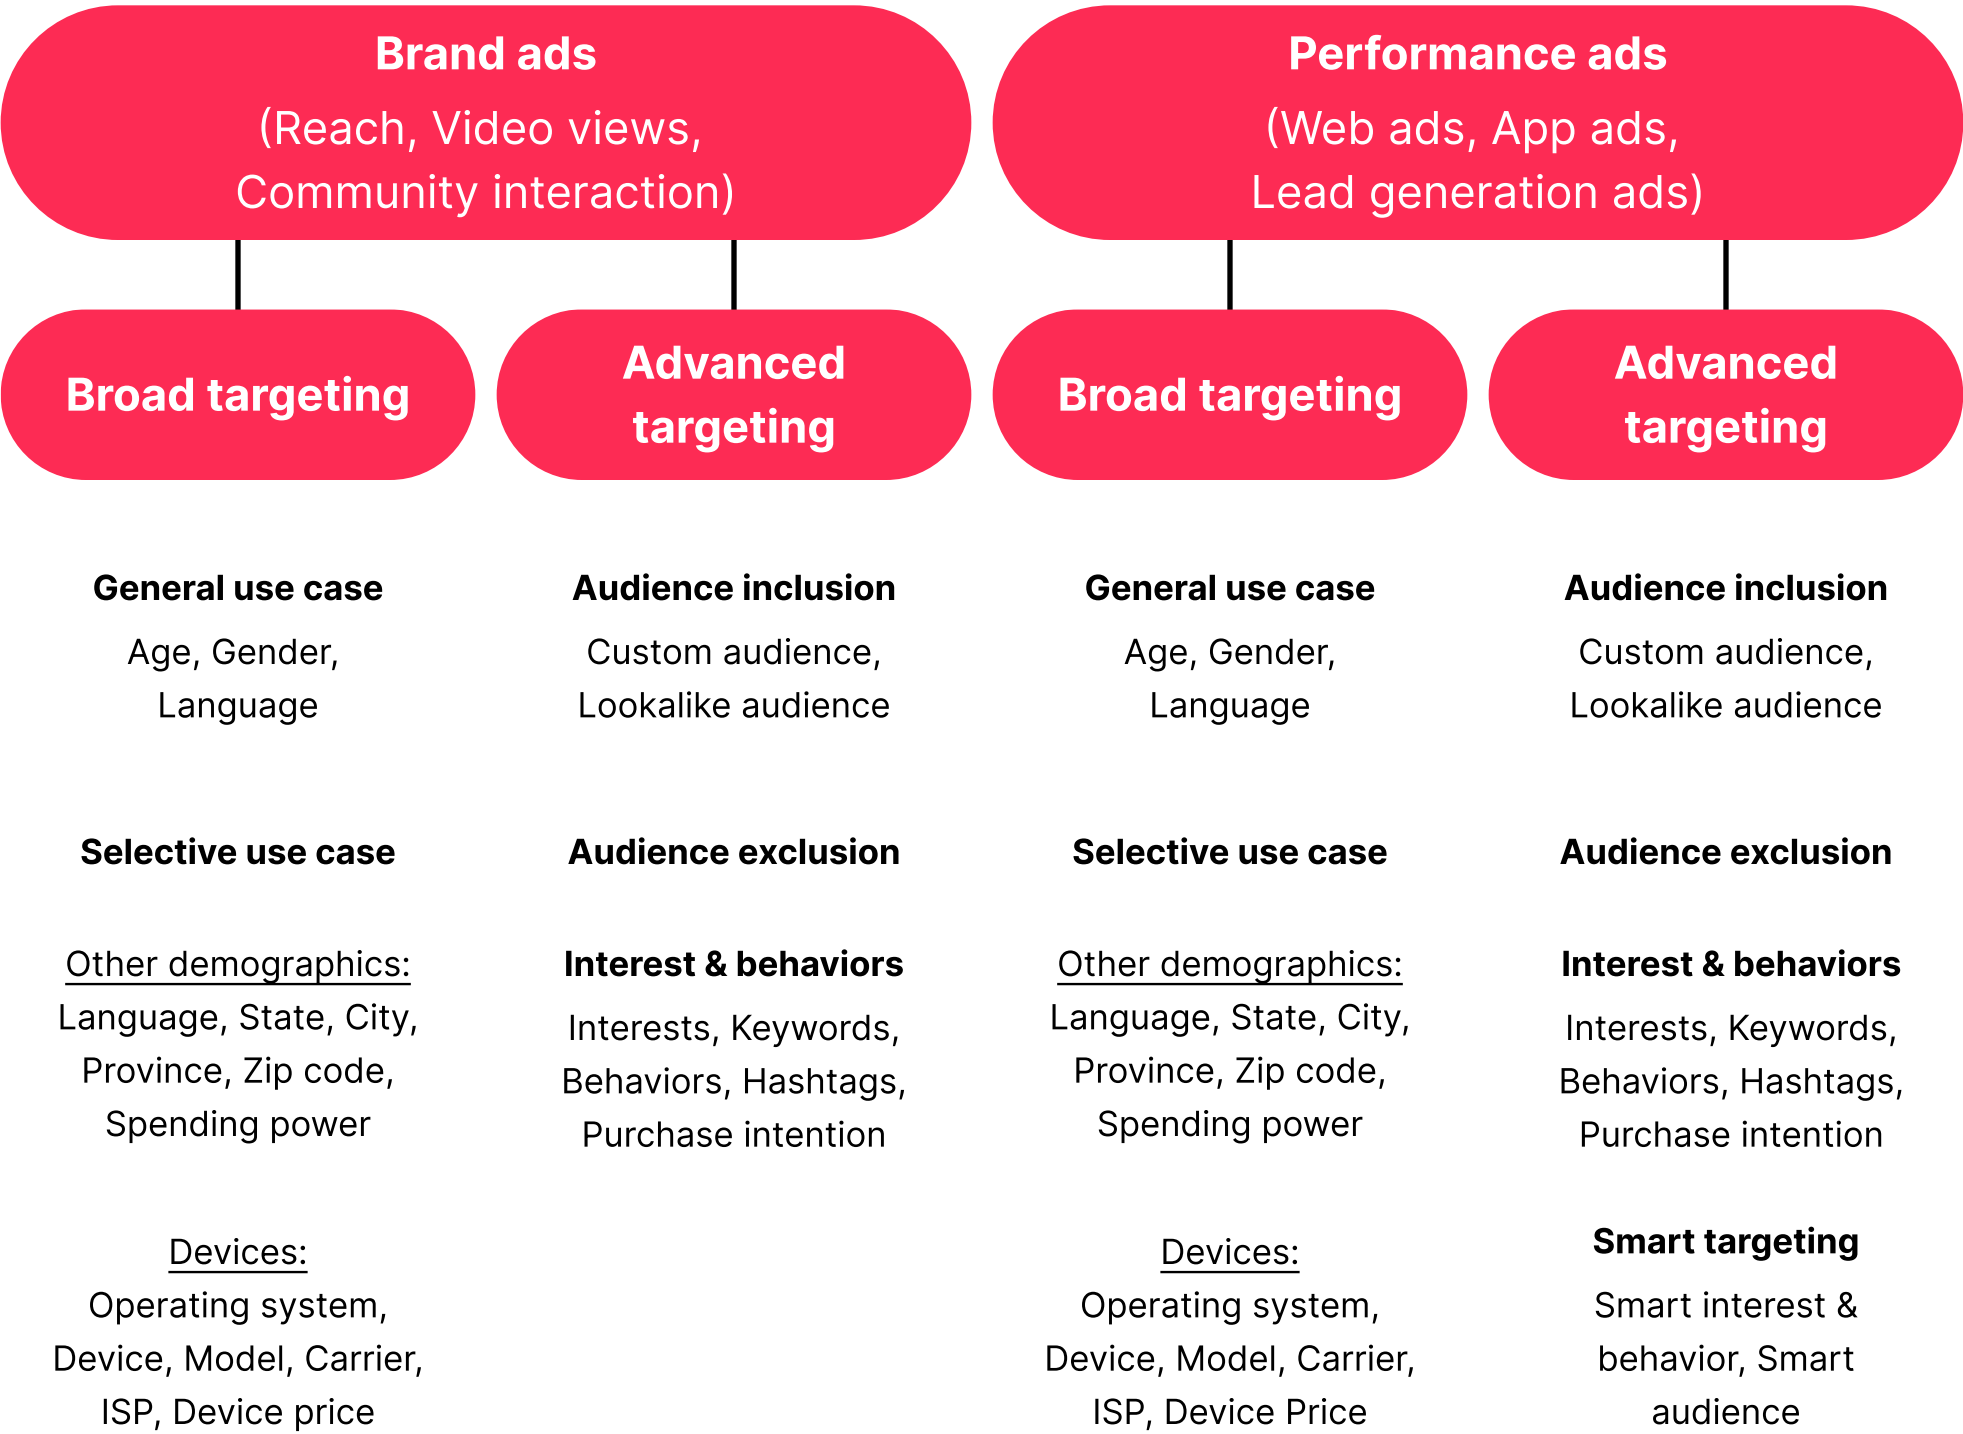 Brand ads
(Reach, Video views,
Community interaction)
Performance ads
(Web ads, App ads,
Lead generation ads)
Broad targeting
Advanced
targeting
Broad targeting
Advanced
targeting
General use case
Age, Gender,
Language
Selective use case
Other demographics:
Language, State, City,
Province, Zip code,
Spending power
Devices:
Operating system,
Device, Model, Carrier,
ISP, Device price
Audience inclusion
Custom audience,
Lookalike audience
Audience exclusion
Interest & behaviors
Interests, Keywords,
Behaviors, Hashtags,
Purchase intention
General use case
Age, Gender,
Language
Selective use case
Other demographics:
Language, State, City,
Province, Zip code,
Spending power
Devices:
Operating system,
Device, Model, Carrier,
ISP, Device Price
Audience inclusion
Custom audience,
Lookalike audience
Audience exclusion
Interest & behaviors
Interests, Keywords,
Behaviors, Hashtags,
Purchase intention
Smart targeting
Smart interest &
behavior, Smart
audience